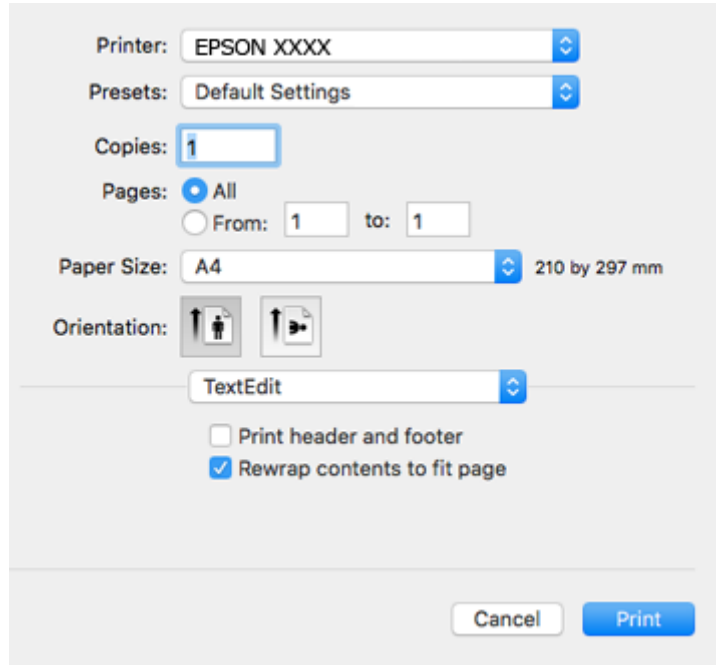 Printer: EPSON XXXX
Presets: Default Settings
Copies: 1
Pages: All
From: 1 to: 1
Paper Size: A4 210 by 297 mm
Orientation:
TextEdit
Print header and footer
Rewrap contents to fit page
Cancel Print